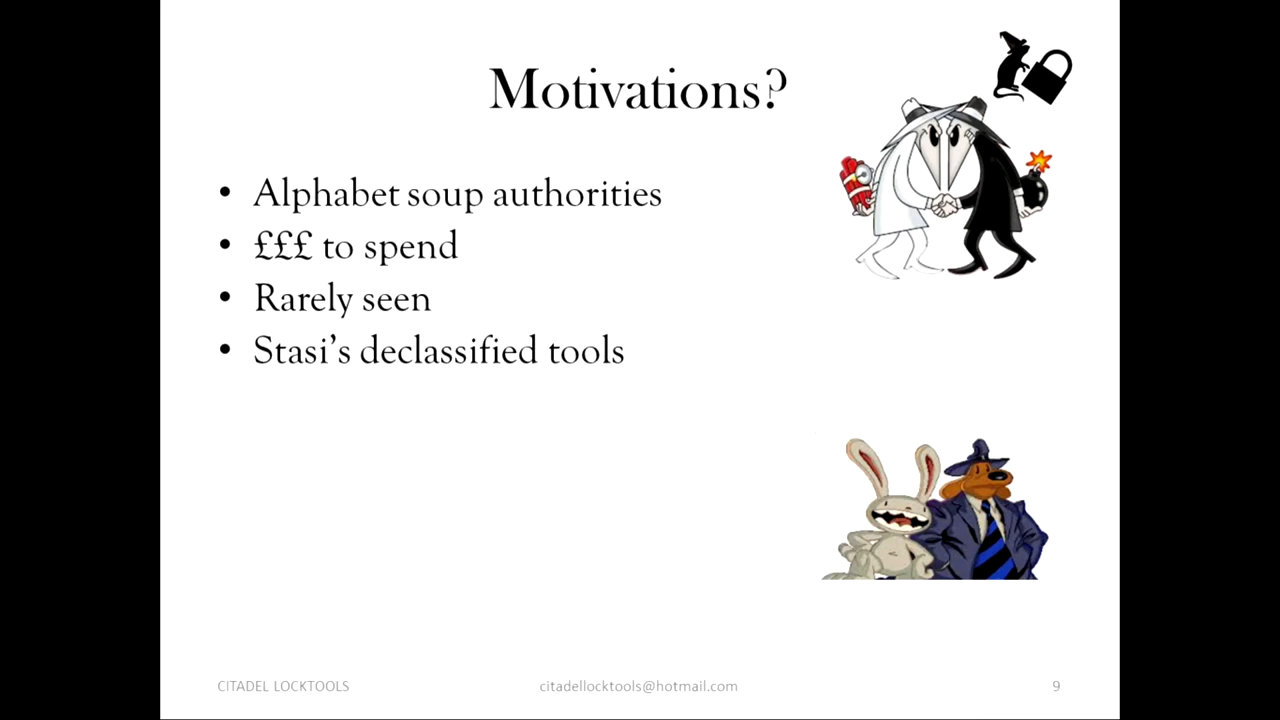 Motivations?
• Alphabet soup authorities
• £££ to spend
• Rarely seen
• Stasi's declassified tools
CITADEL LOCKTOOLS
citadellocktools@hotmail.com
9